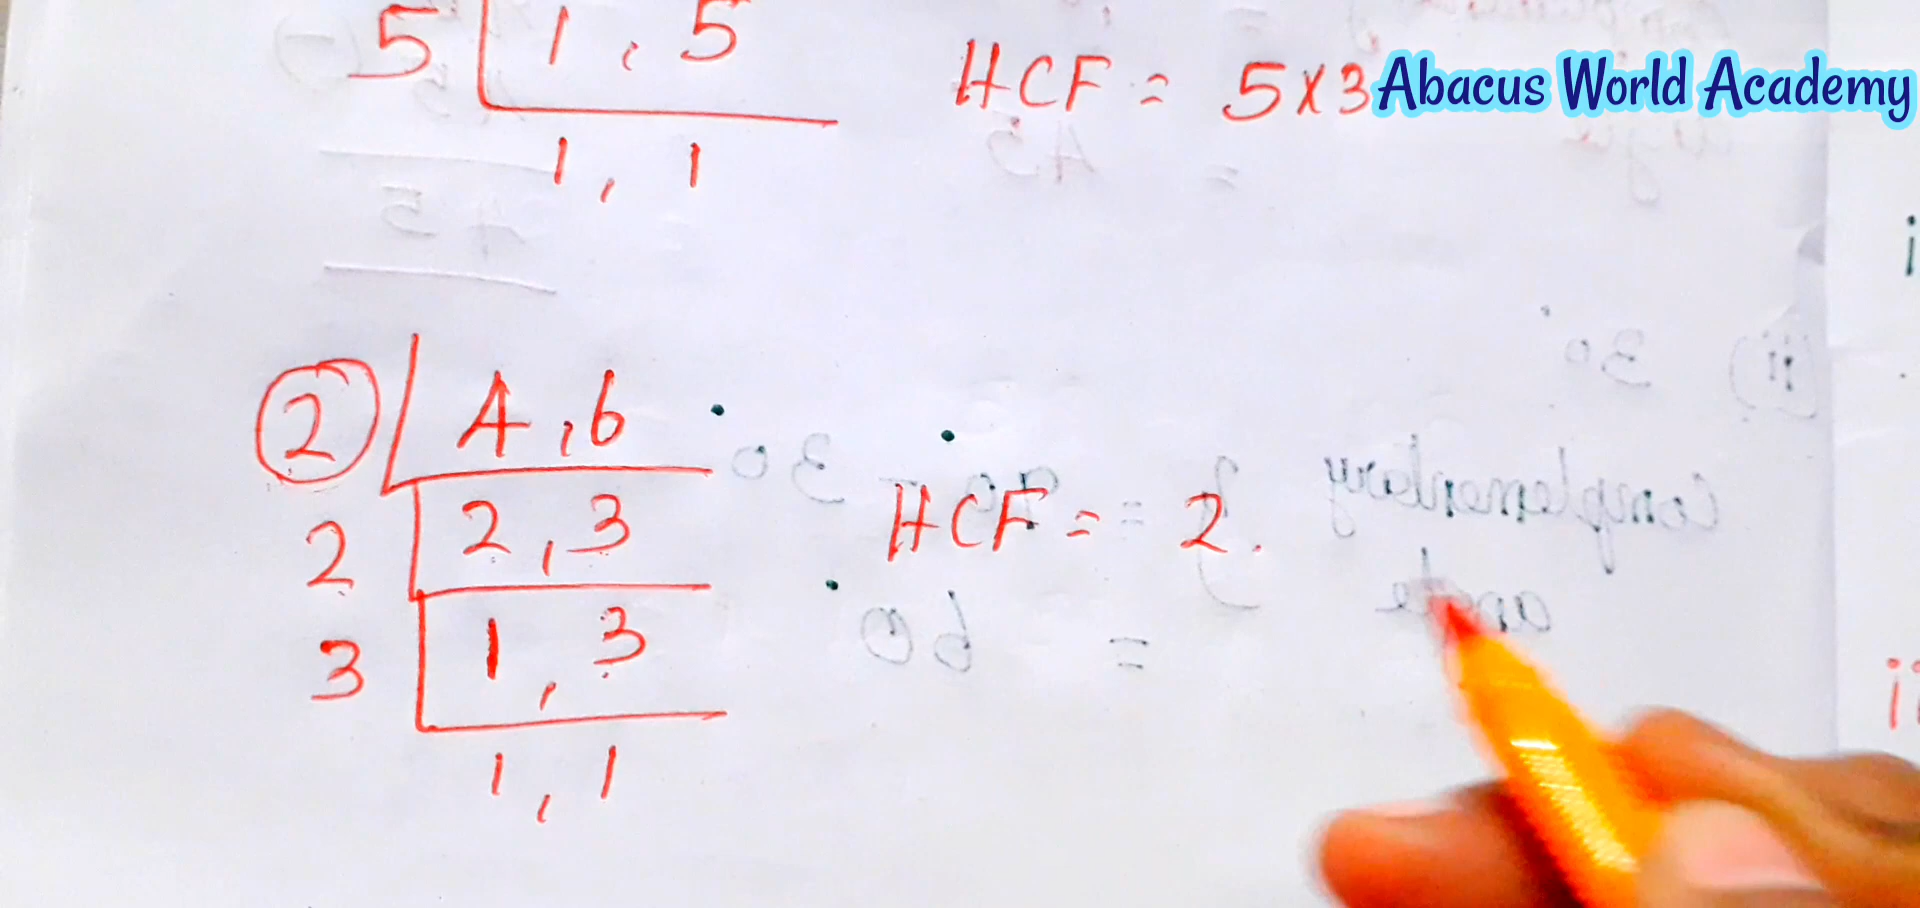 5 1, 5
HCF = 5x3
Abacus World Academy
1, 1
2 4, 6
2 2, 3
HCF = 2.
3 1, 3
1, 1